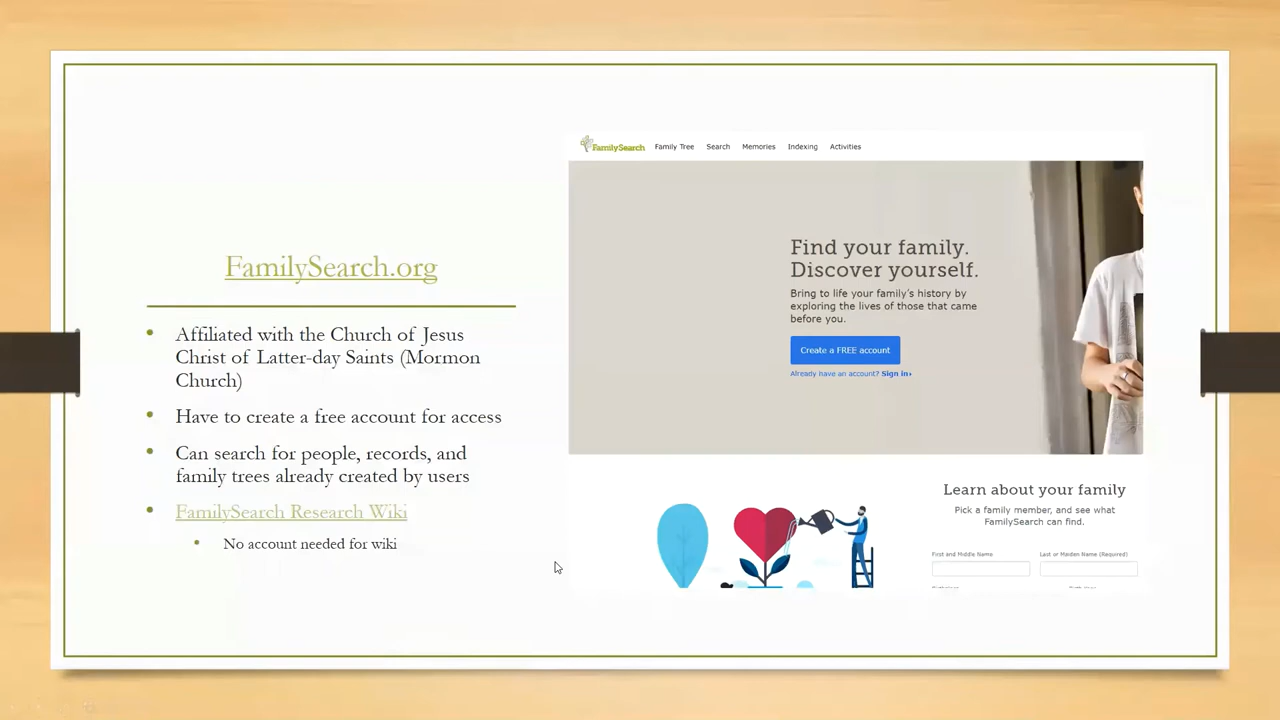 FamilySearch.org
Affiliated with the Church of Jesus
Christ of Latter-day Saints (Mormon
Church)
Have to create a free account for access
Can search for people, records, and
family trees already created by users
FamilySearch Research Wiki
No account needed for wiki
FamilySearch Family Tree Search Memories Indexing Activities
Find your family.
Discover yourself.
Bring to life your family's history by
exploring the lives of those that came
before you.
Create a FREE account
Already have an account? Sign in›
Learn about your family
Pick a family member, and see what
FamilySearch can find.
First and Middle Name Last or Maiden Name (Required)